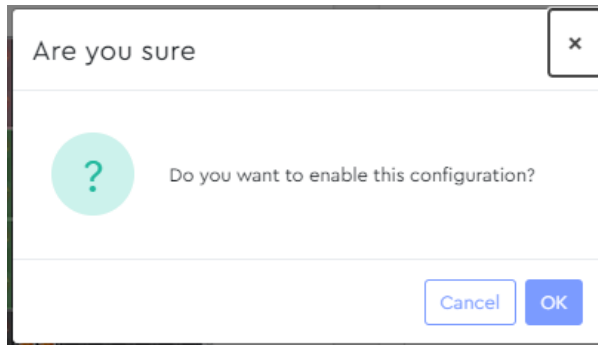 Are you sure
×
?
Do you want to enable this configuration?
Cancel
OK